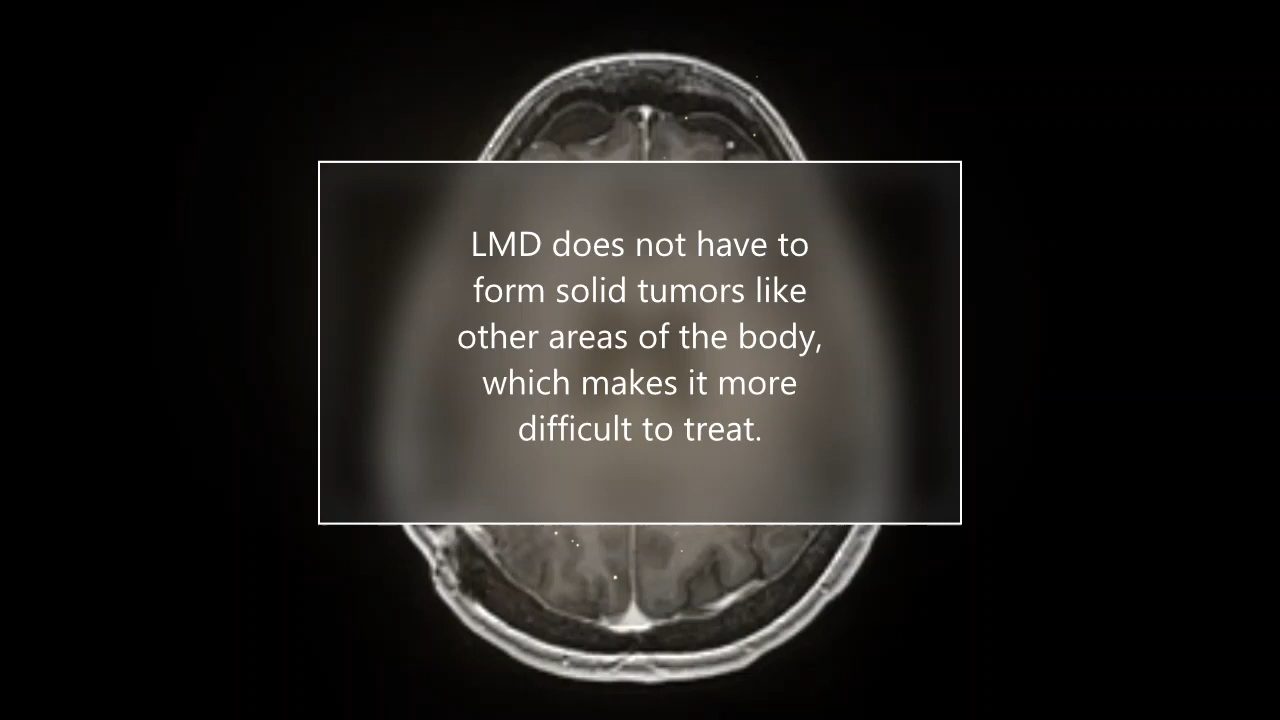 LMD does not have to
form solid tumors like
other areas of the body,
which makes it more
difficult to treat.